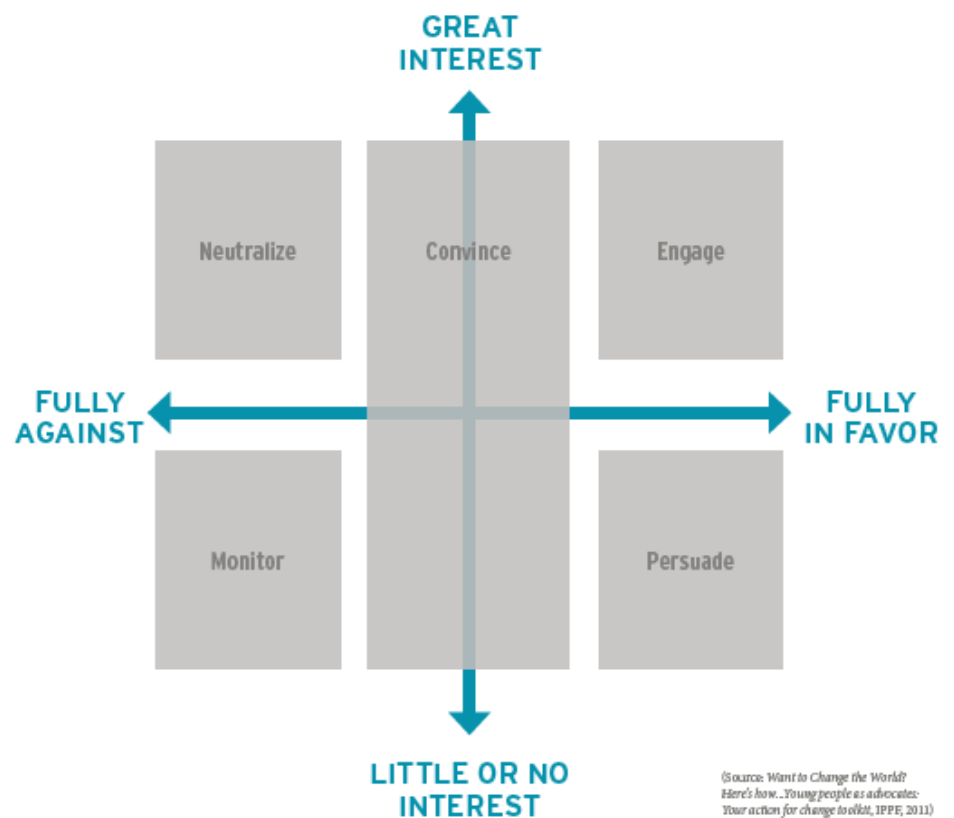 GREAT
INTEREST
Neutralize
Convince
Engage
FULLY
AGAINST
FULLY
IN FAVOR
Monitor
Persuade
LITTLE OR NO
INTEREST
(Source: Want to Change the World?
Here's how...Young people as advocates:
Your action for change toolkit, IPPF, 2011)